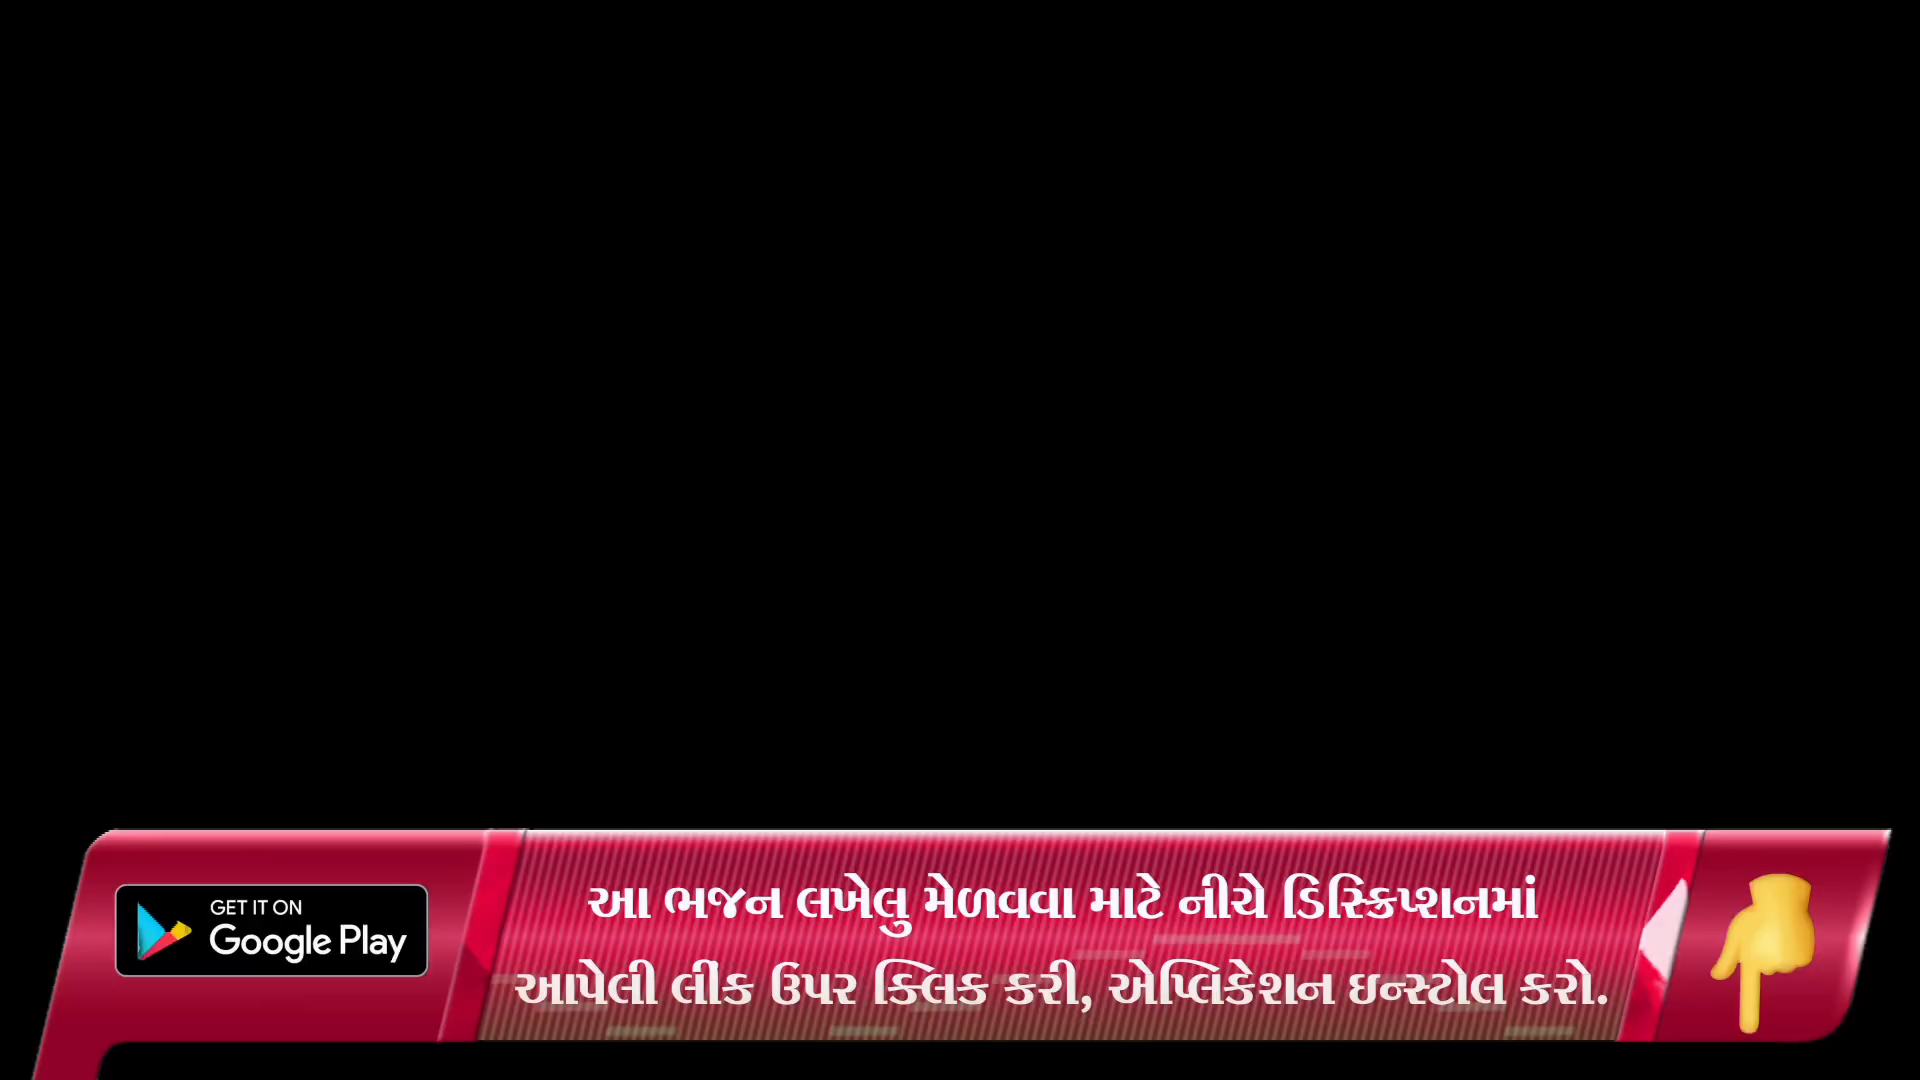 GET IT ON
Google Play
આ ભજન લખેલુ મેળવવા માટે નીચે ડિસ્ક્રિપ્શનમાં
આપેલી લીંક ઉપર ક્લિક કરી, એપ્લિકેશન ઇન્સ્ટોલ કરો.